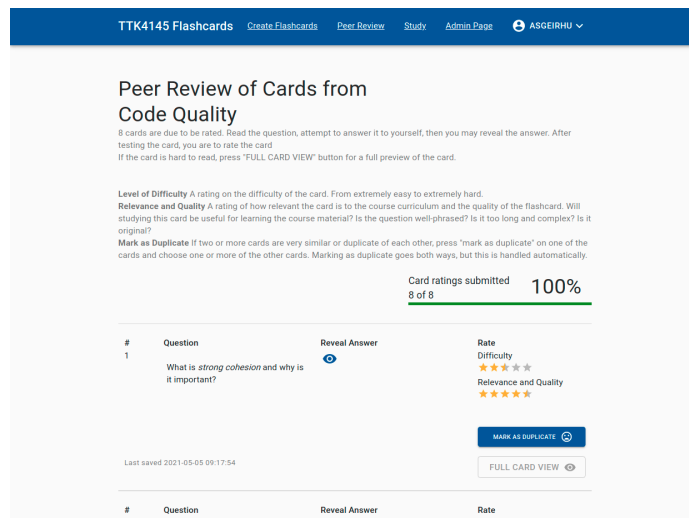 TTK4145 Flashcards Create Flashcards Peer Review Study Admin Page ASGEIRHU
Peer Review of Cards from
Code Quality
8 cards are due to be rated. Read the question, attempt to answer it to yourself, then you may reveal the answer. After
testing the card, you are to rate the card
If the card is hard to read, press "FULL CARD VIEW" button for a full preview of the card.
Level of Difficulty A rating on the difficulty of the card. From extremely easy to extremely hard.
Relevance and Quality A rating of how relevant the card is to the course curriculum and the quality of the flashcard. Will
studying this card be useful for learning the course material? Is the question well-phrased? Is it too long and complex? Is it
original?
Mark as Duplicate If two or more cards are very similar or duplicate of each other, press "mark as duplicate" on one of the
cards and choose one or more of the other cards. Marking as duplicate goes both ways, but this is handled automatically.
Card ratings submitted
8 of 8
100%
# Question Reveal Answer Rate
1
What is strong cohesion and why is
it important?
Difficulty
Relevance and Quality
MARK AS DUPLICATE
Last saved 2021-05-05 09:17:54
FULL CARD VIEW
# Question Reveal Answer Rate